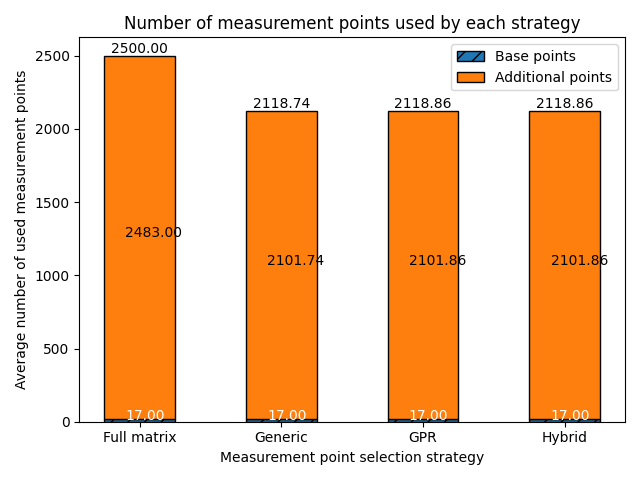 Number of measurement points used by each strategy
Average number of used measurement points
2500
2000
1500
1000
500
0
Base points
Additional points
2500.00
2118.74
2118.86
2118.86
2483.00
2101.74
2101.86
2101.86
17.00
17.00
17.00
17.00
Full matrix
Generic
GPR
Hybrid
Measurement point selection strategy